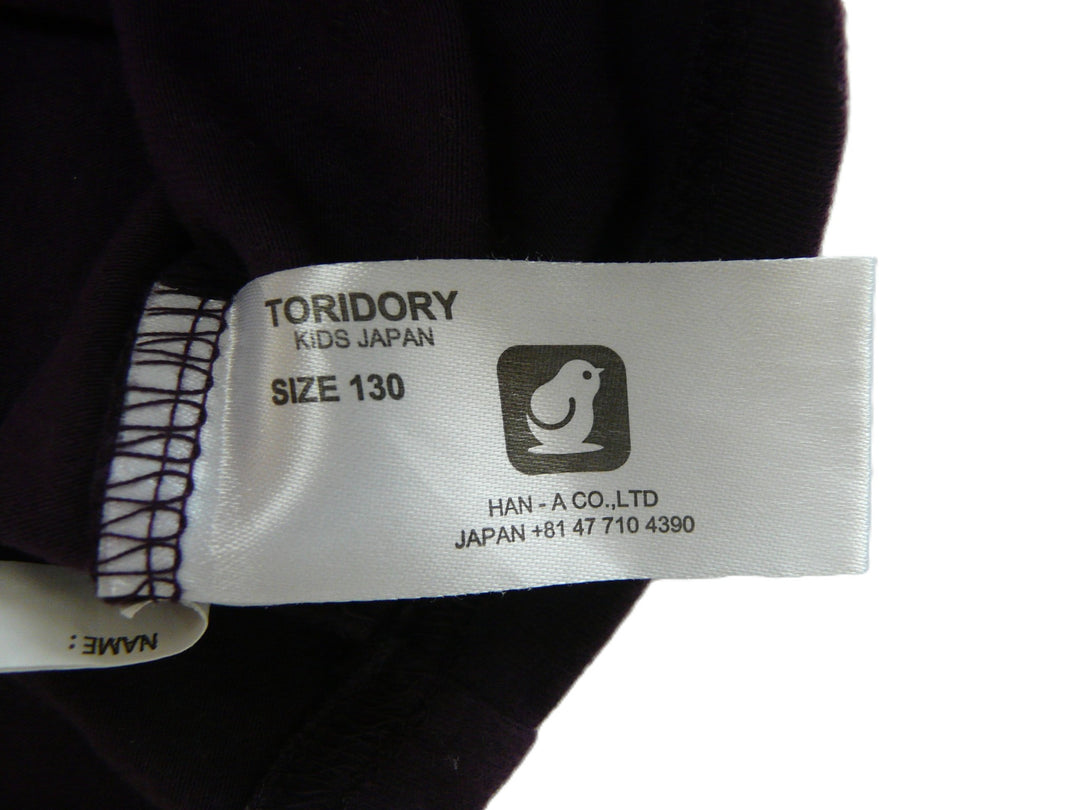 TORIDORY
KIDS JAPAN
SIZE 130
HAN - A CO.,LTD
JAPAN +81 47 710 4390
NAME :